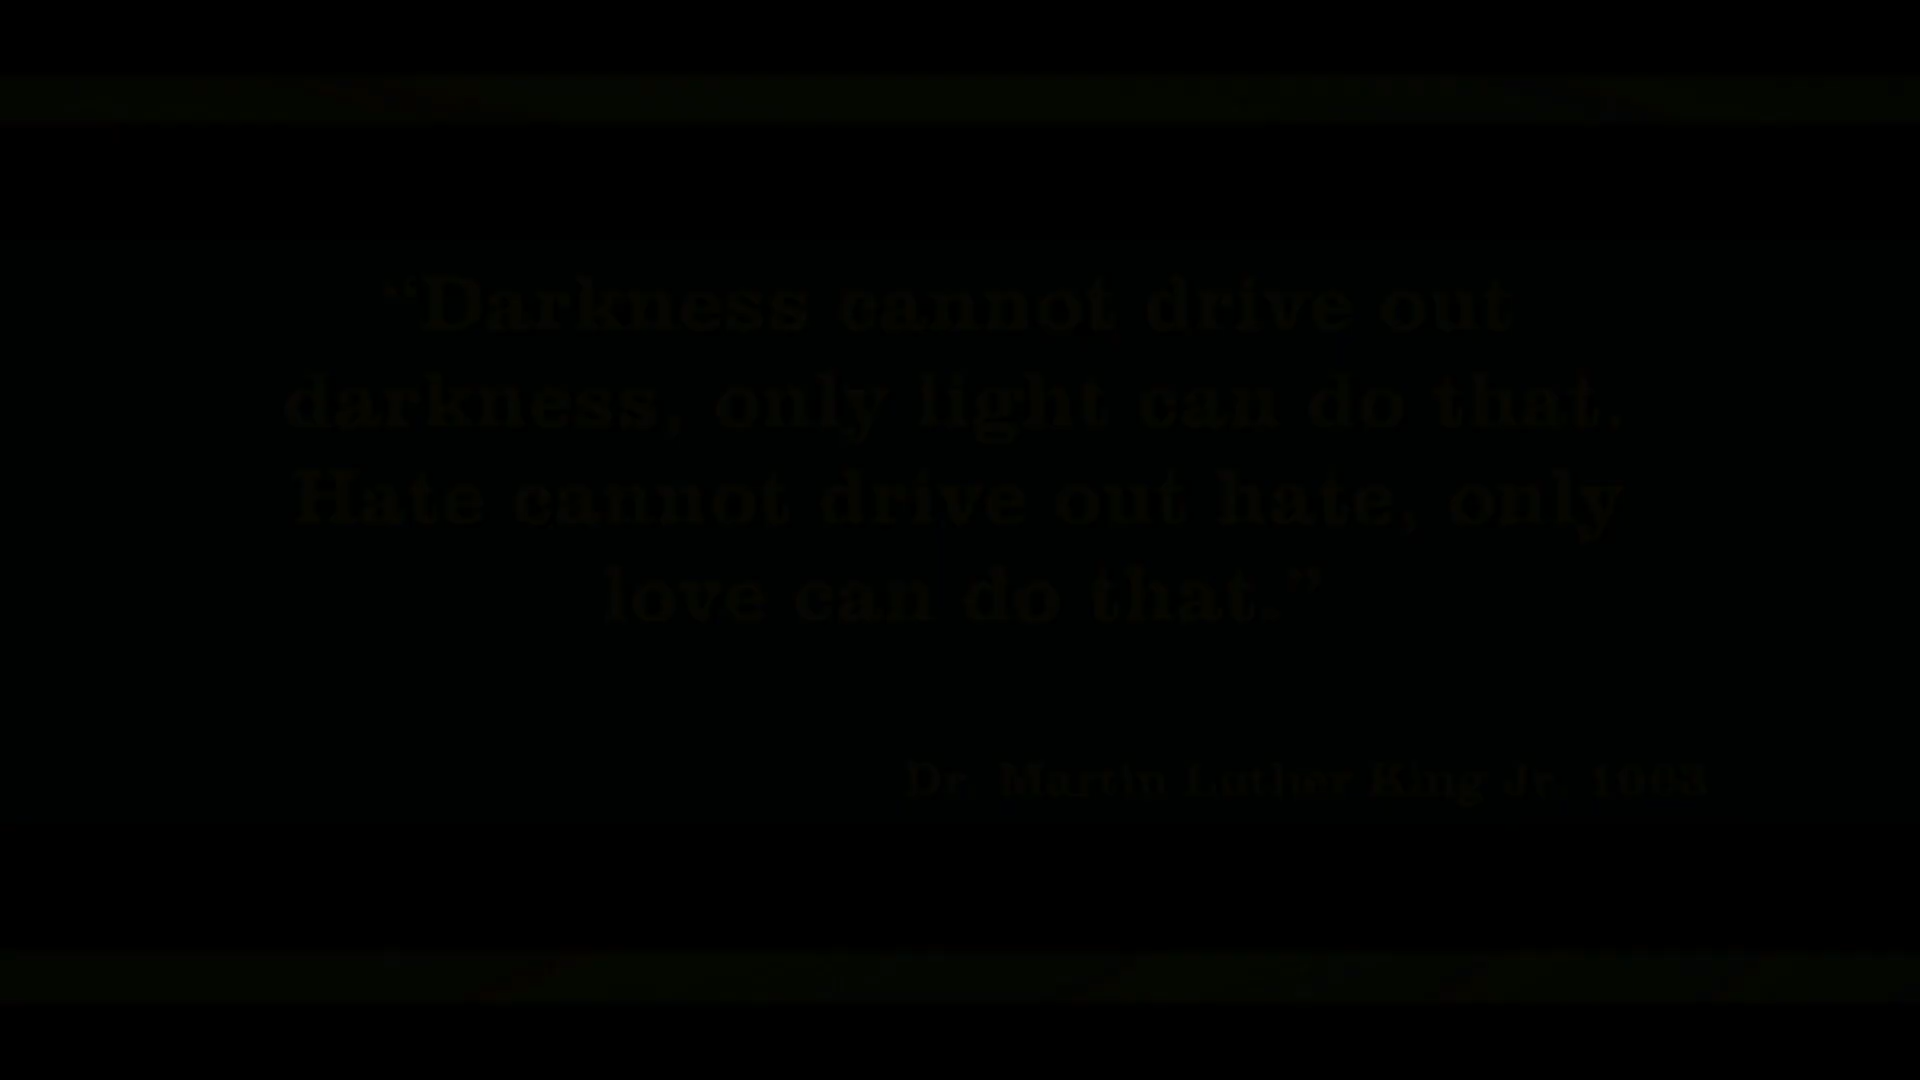 “Darkness cannot drive out
darkness, only light can do that.
Hate cannot drive out hate, only
love can do that.”
Dr. Martin Luther King Jr. 1963